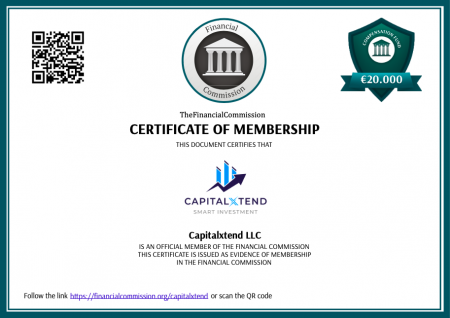 Financial
Commission
COMPENSATION FUND
€20.000
TheFinancialCommission
CERTIFICATE OF MEMBERSHIP
THIS DOCUMENT CERTIFIES THAT
CAPITALXTEND
SMART INVESTMENT
Capitalxtend LLC
IS AN OFFICIAL MEMBER OF THE FINANCIAL COMMISSION
THIS CERTIFICATE IS ISSUED AS EVIDENCE OF MEMBERSHIP
IN THE FINANCIAL COMMISSION
Follow the link https://financialcommission.org/capitalxtend or scan the QR code